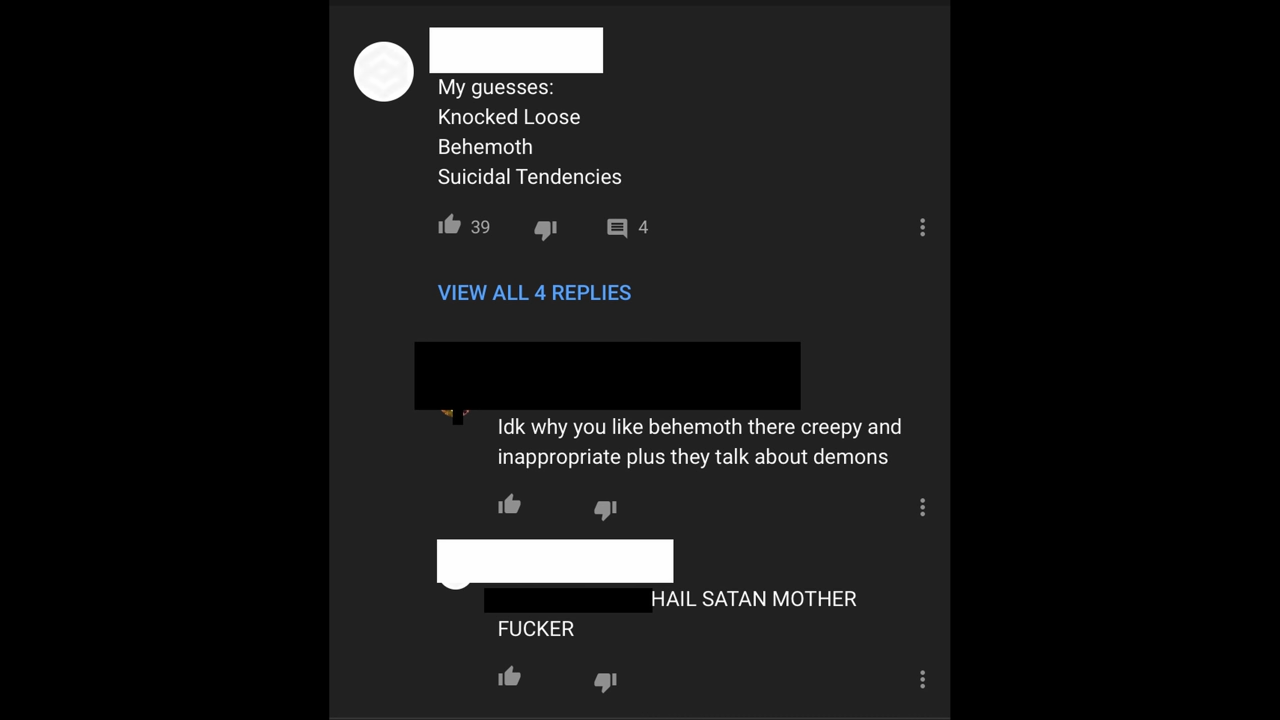 My guesses:
Knocked Loose
Behemoth
Suicidal Tendencies
39
4
VIEW ALL 4 REPLIES
Idk why you like behemoth there creepy and
inappropriate plus they talk about demons
HAIL SATAN MOTHER
FUCKER